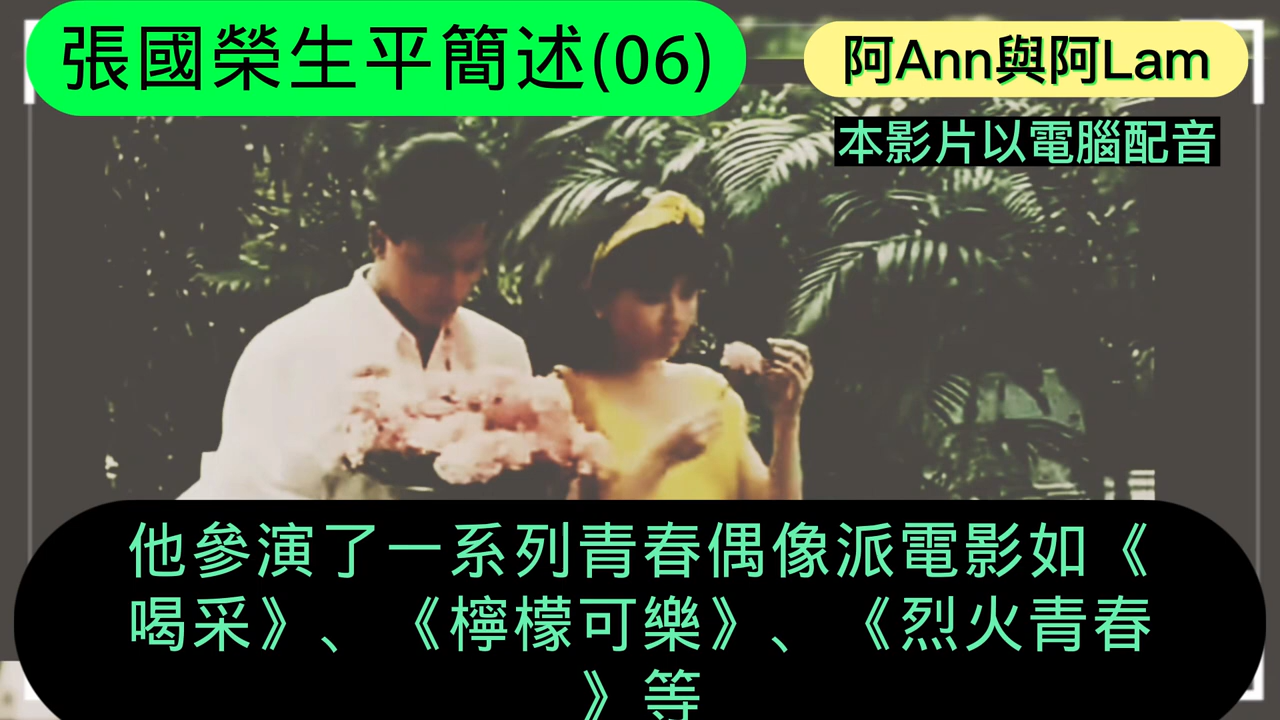 張國榮生平簡述(06)
阿Ann與阿Lam
本影片以電腦配音
他參演了一系列青春偶像派電影如《
喝采》、《檸檬可樂》、《烈火青春
》等